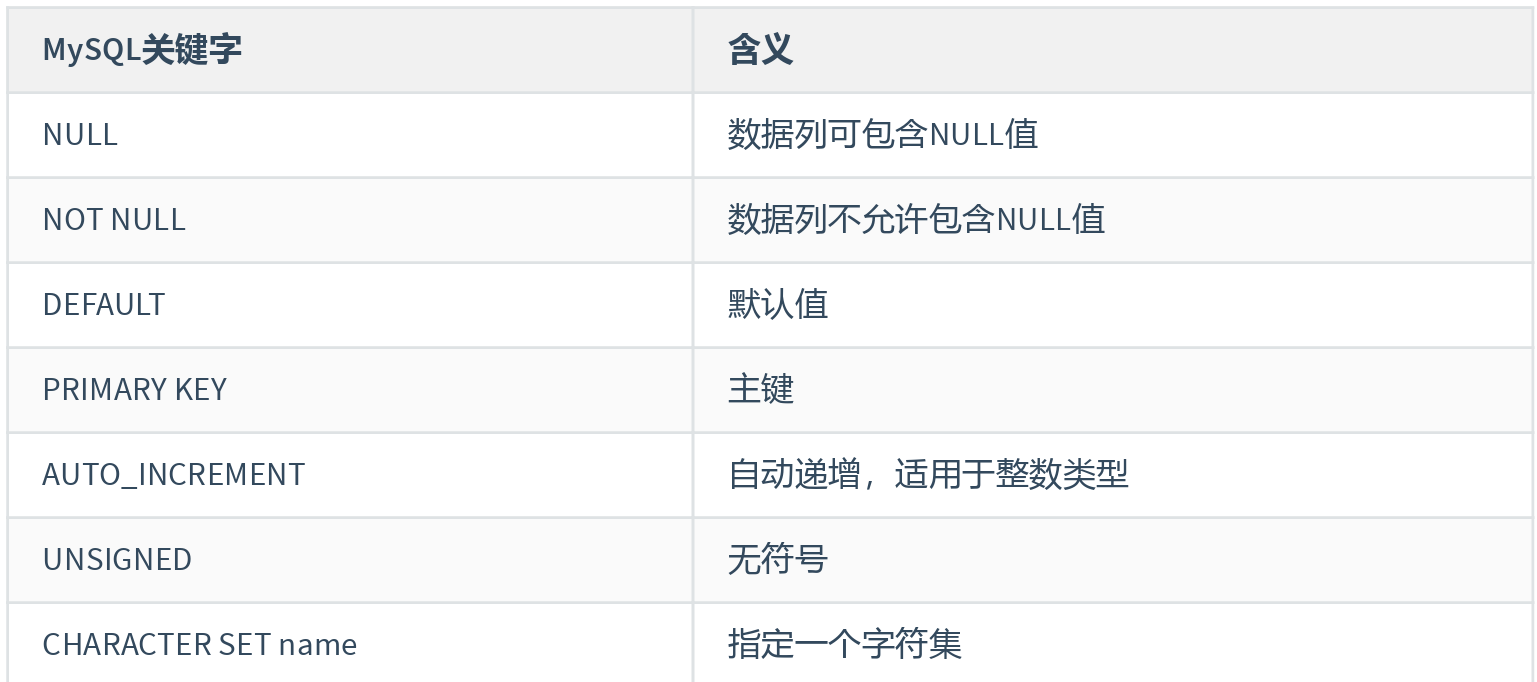 MySQL关键字 含义
NULL 数据列可包含NULL值
NOT NULL 数据列不允许包含NULL值
DEFAULT 默认值
PRIMARY KEY 主键
AUTO_INCREMENT 自动递增，适用于整数类型
UNSIGNED 无符号
CHARACTER SET name 指定一个字符集